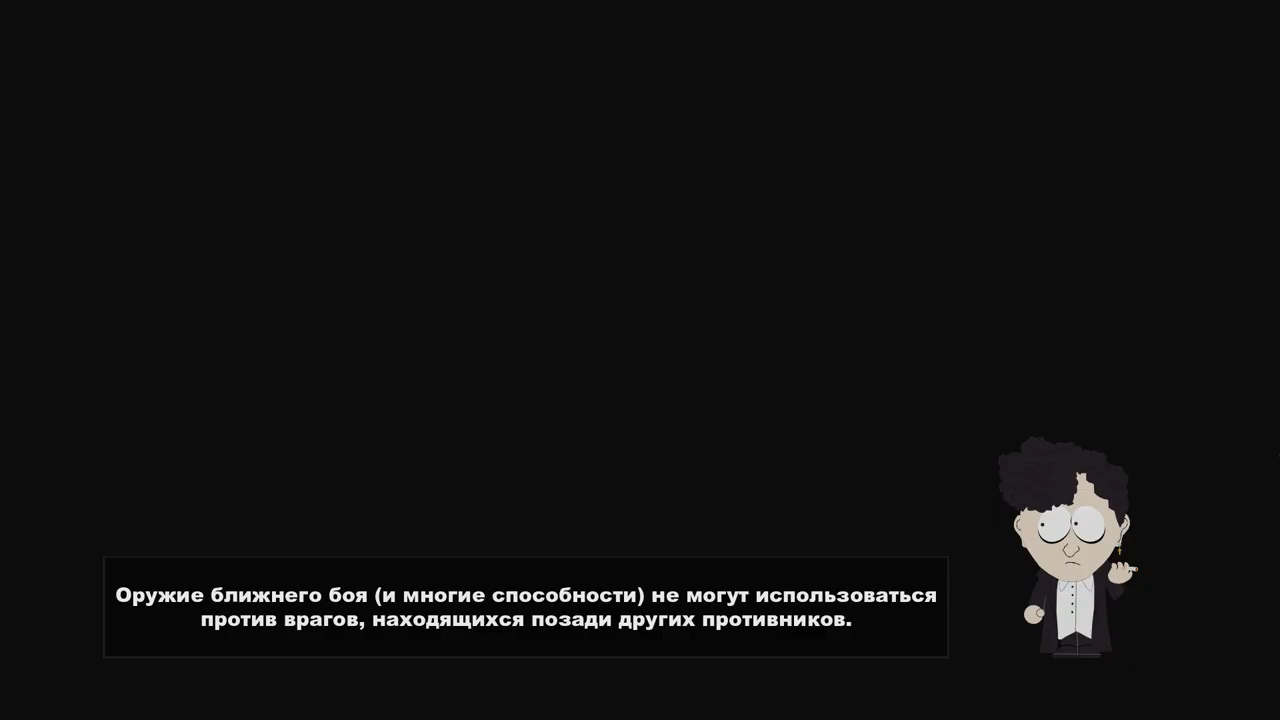 Оружие ближнего боя (и многие способности) не могут использоваться
против врагов, находящихся позади других противников.